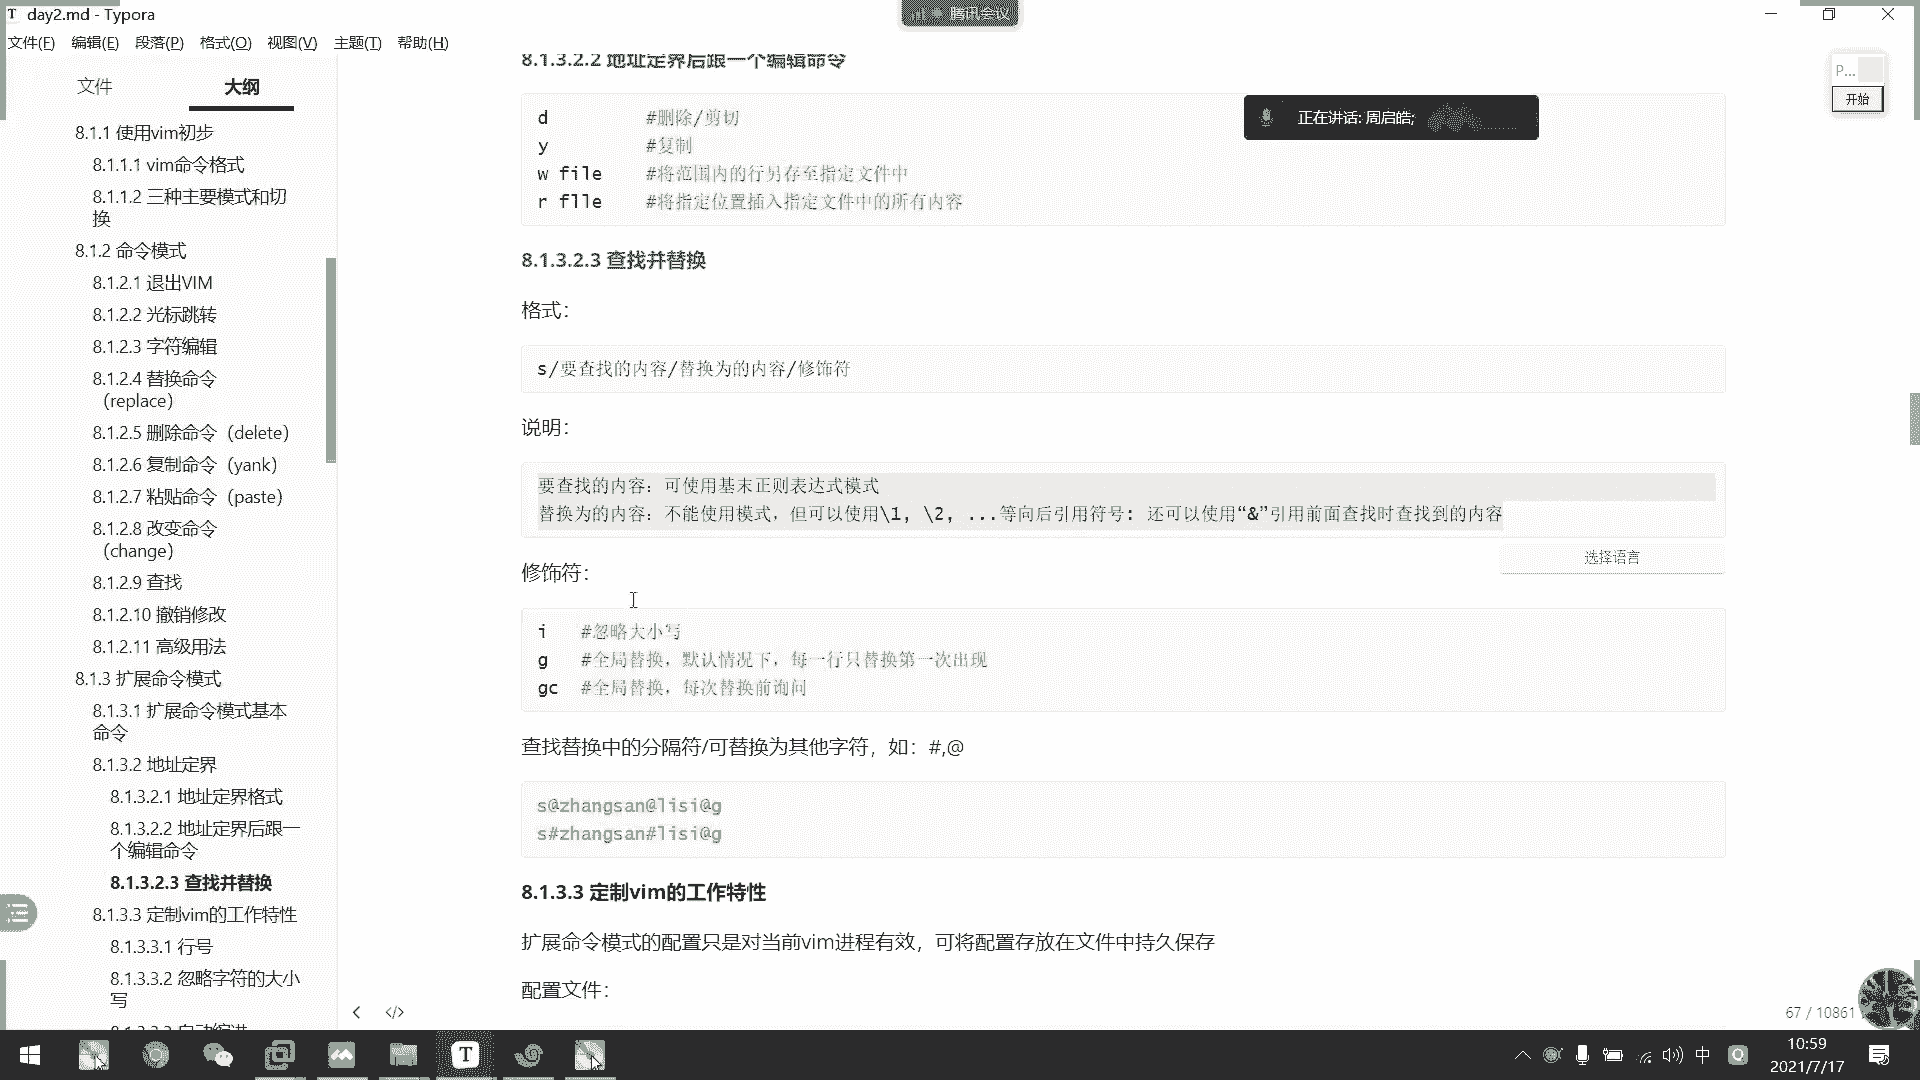 day2.md - Typora
腾讯会议
文件(F) 编辑(E) 段落(P) 格式(O) 视图(V) 主题(T) 帮助(H)
文件 大纲
8.1.1 使用vim初步
8.1.1.1 vim命令格式
8.1.1.2 三种主要模式和切
换
8.1.2 命令模式
8.1.2.1 退出VIM
8.1.2.2 光标跳转
8.1.2.3 字符编辑
8.1.2.4 替换命令
（replace）
8.1.2.5 删除命令（delete）
8.1.2.6 复制命令（yank）
8.1.2.7 粘贴命令（paste）
8.1.2.8 改变命令
（change）
8.1.2.9 查找
8.1.2.10 撤销修改
8.1.2.11 高级用法
8.1.3 扩展命令模式
8.1.3.1 扩展命令模式基本
命令
8.1.3.2 地址定界
8.1.3.2.1 地址定界格式
8.1.3.2.2 地址定界后跟一
个编辑命令
8.1.3.2.3 查找并替换
8.1.3.3 定制vim的工作特性
8.1.3.3.1 行号
8.1.3.3.2 忽略字符的大小
写
8.1.3.3.3 自动缩进
8.1.3.2.2 地址定界后跟一个编辑命令
d #删除/剪切
y #复制
w file #将范围内的行另存至指定文件中
r flle #将指定位置插入指定文件中的所有内容
8.1.3.2.3 查找并替换
格式：
s/要查找的内容/替换为的内容/修饰符
说明：
要查找的内容：可使用基末正则表达式模式
替换为的内容：不能使用模式，但可以使用\1, \2, ...等向后引用符号: 还可以使用“&”引用前面查找时查找到的内容
选择语言
修饰符：
i #忽略大小写
g #全局替换，默认情况下，每一行只替换第一次出现
gc #全局替换，每次替换前询问
查找替换中的分隔符/可替换为其他字符，如：#,@
s@zhangsan@lisi@g
s#zhangsan#lisi@g
8.1.3.3 定制vim的工作特性
扩展命令模式的配置只是对当前vim进程有效，可将配置存放在文件中持久保存
配置文件：
正在讲话: 周启皓;
P...
开始
67 / 10861
中
10:59
2021/7/17